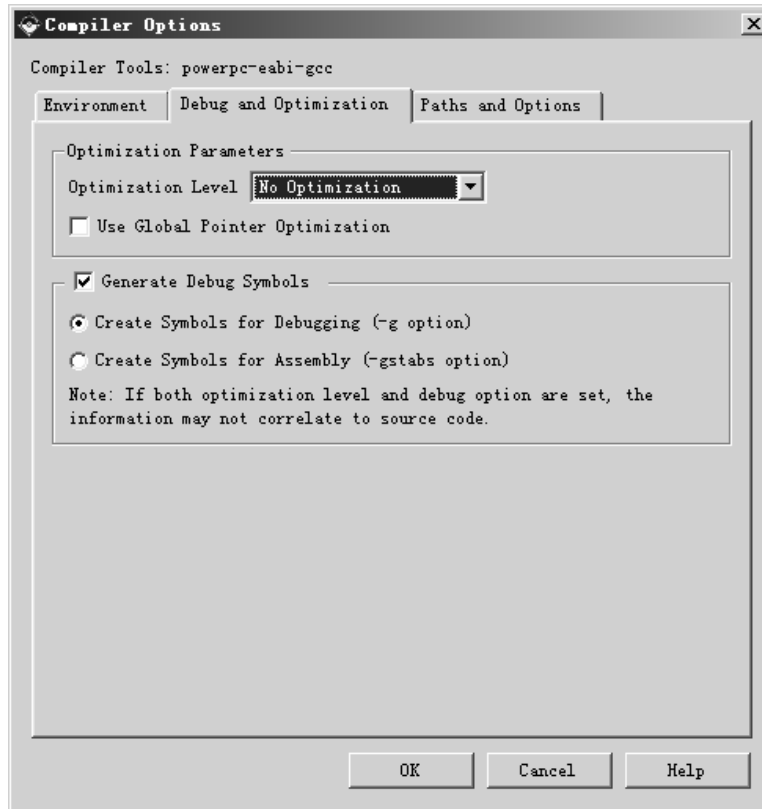 Compiler Options
Compiler Tools: powerpc-eabi-gcc
Environment
Debug and Optimization
Paths and Options
Optimization Parameters
Optimization Level No Optimization
Use Global Pointer Optimization
Generate Debug Symbols
Create Symbols for Debugging (-g option)
Create Symbols for Assembly (-gstabs option)
Note: If both optimization level and debug option are set, the
information may not correlate to source code.
OK
Cancel
Help